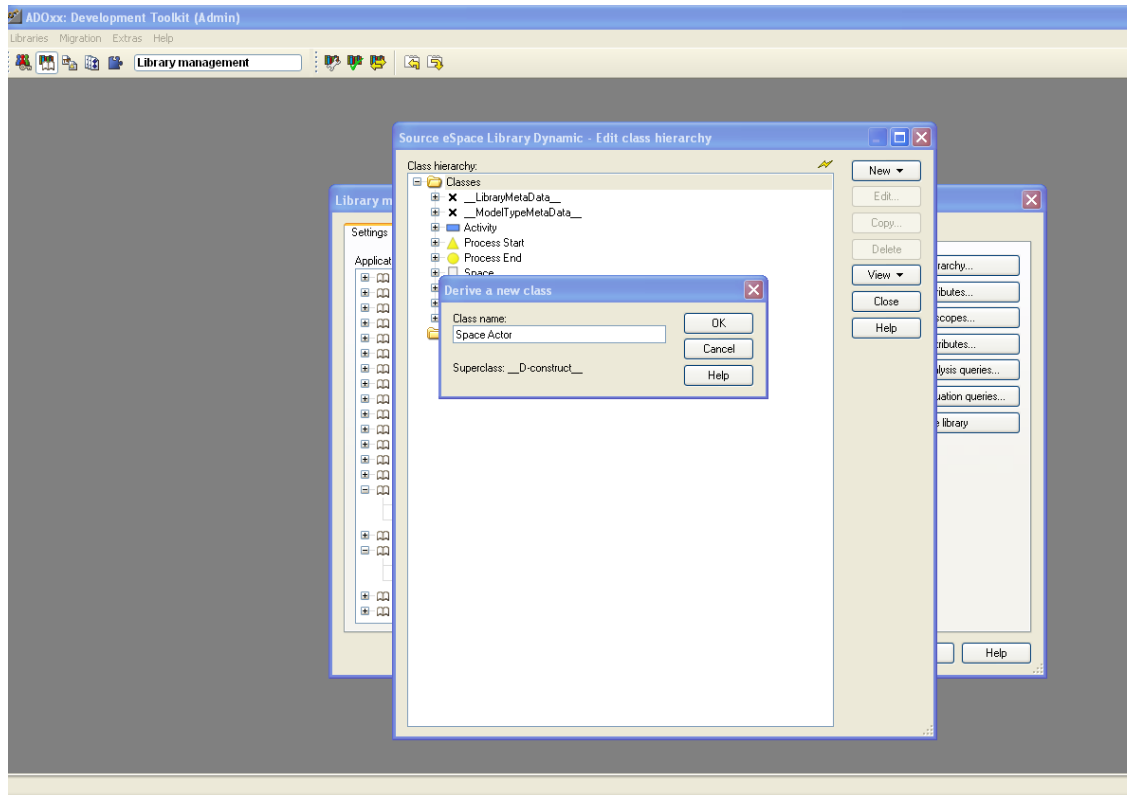 ADOxx: Development Toolkit (Admin)
Libraries Migration Extras Help
Library management
Source eSpace Library Dynamic - Edit class hierarchy
Class hierarchy:
New
Classes
__LibraryMetaData__
Edit...
Library m
__ModelTypeMetaData__
Copy...
Settings
Activity
Process Start
Delete
Applicat
Process End
rarchy...
Space
View
Derive a new class
ibutes...
Close
Class name:
OK
scopes...
Space Actor
Help
Cancel
ributes...
Superclass: __D-construct__
Help
lysis queries...
uation queries...
e library
Help